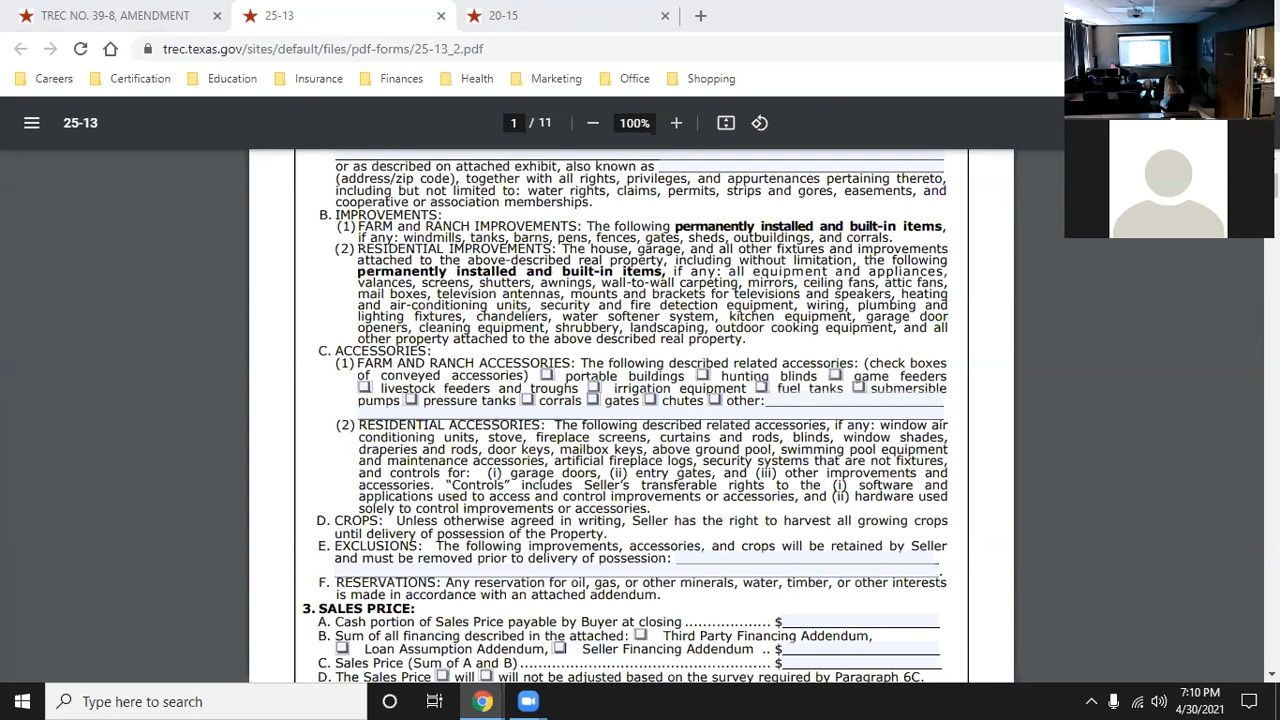 TREC NO. 39-8, AMENDMENT
25-13
20-15
trec.texas.gov/sites/default/files/pdf-forms/25-13_2.pdf
Careers Certification Education Insurance Finances Health Marketing Office Shopping
25-13
1 / 11
100%
or as described on attached exhibit, also known as
(address/zip code), together with all rights, privileges, and appurtenances pertaining thereto,
including but not limited to: water rights, claims, permits, strips and gores, easements, and
cooperative or association memberships.
B. IMPROVEMENTS:
(1) FARM and RANCH IMPROVEMENTS: The following permanently installed and built-in items,
if any: windmills, tanks, barns, pens, fences, gates, sheds, outbuildings, and corrals.
(2) RESIDENTIAL IMPROVEMENTS: The house, garage, and all other fixtures and improvements
attached to the above-described real property, including without limitation, the following
permanently installed and built-in items, if any: all equipment and appliances,
valances, screens, shutters, awnings, wall-to-wall carpeting, mirrors, ceiling fans, attic fans,
mail boxes, television antennas, mounts and brackets for televisions and speakers, heating
and air-conditioning units, security and fire detection equipment, wiring, plumbing and
lighting fixtures, chandeliers, water softener system, kitchen equipment, garage door
openers, cleaning equipment, shrubbery, landscaping, outdoor cooking equipment, and all
other property attached to the above described real property.
C. ACCESSORIES:
(1) FARM AND RANCH ACCESSORIES: The following described related accessories: (check boxes
of conveyed accessories) portable buildings hunting blinds game feeders
livestock feeders and troughs irrigation equipment fuel tanks submersible
pumps pressure tanks corrals gates chutes other:
(2) RESIDENTIAL ACCESSORIES: The following described related accessories, if any: window air
conditioning units, stove, fireplace screens, curtains and rods, blinds, window shades,
draperies and rods, door keys, mailbox keys, above ground pool, swimming pool equipment
and maintenance accessories, artificial fireplace logs, security systems that are not fixtures,
and controls for: (i) garage doors, (ii) entry gates, and (iii) other improvements and
accessories. “Controls” includes Seller’s transferable rights to the (i) software and
applications used to access and control improvements or accessories, and (ii) hardware used
solely to control improvements or accessories.
D. CROPS: Unless otherwise agreed in writing, Seller has the right to harvest all growing crops
until delivery of possession of the Property.
E. EXCLUSIONS: The following improvements, accessories, and crops will be retained by Seller
and must be removed prior to delivery of possession: .
F. RESERVATIONS: Any reservation for oil, gas, or other minerals, water, timber, or other interests
is made in accordance with an attached addendum.
3. SALES PRICE:
A. Cash portion of Sales Price payable by Buyer at closing ................... $
B. Sum of all financing described in the attached: Third Party Financing Addendum,
Loan Assumption Addendum, Seller Financing Addendum .. $
C. Sales Price (Sum of A and B) ........................................................ $
D. The Sales Price will will not be adjusted based on the survey required by Paragraph 6C.
Type here to search
7:10 PM
4/30/2021